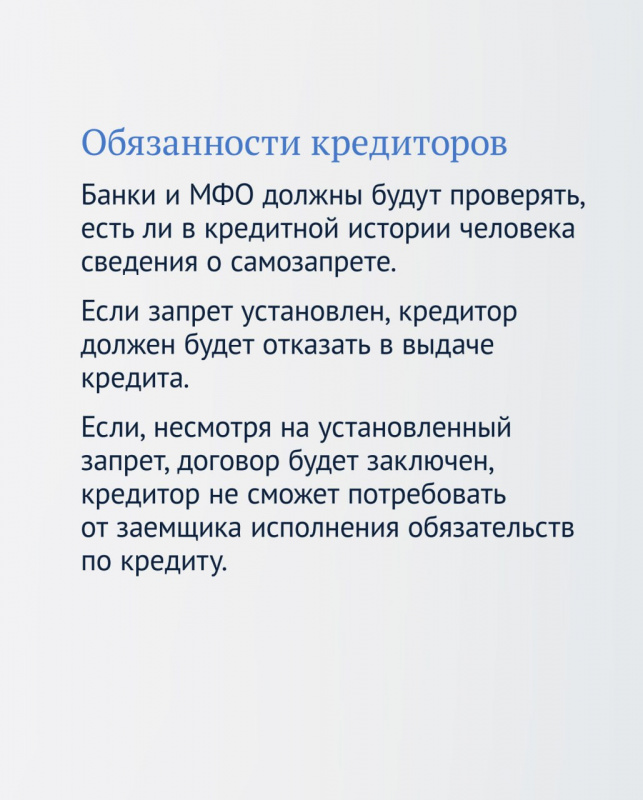 Обязанности кредиторов
Банки и МФО должны будут проверять,
есть ли в кредитной истории человека
сведения о самозапрете.
Если запрет установлен, кредитор
должен будет отказать в выдаче
кредита.
Если, несмотря на установленный
запрет, договор будет заключен,
кредитор не сможет потребовать
от заемщика исполнения обязательств
по кредиту.